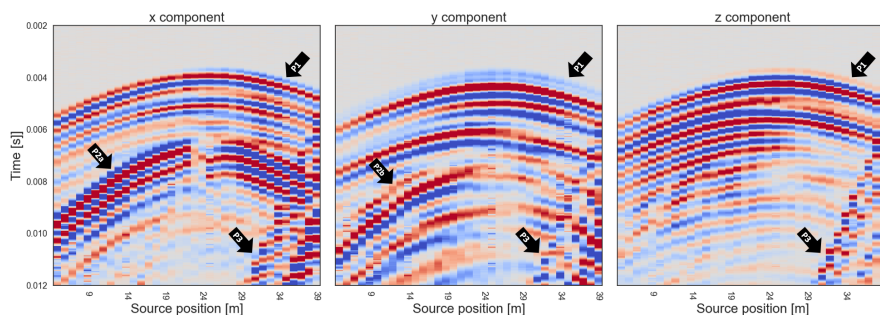 x component
y component
z component
0.002
0.004
0.006
0.008
0.010
0.012
Time [s]]
P1
P2a
P3
P1
P2b
P3
P1
P3
9
14
19
24
29
34
39
9
14
19
24
29
34
39
9
14
19
24
29
34
39
Source position [m]
Source position [m]
Source position [m]